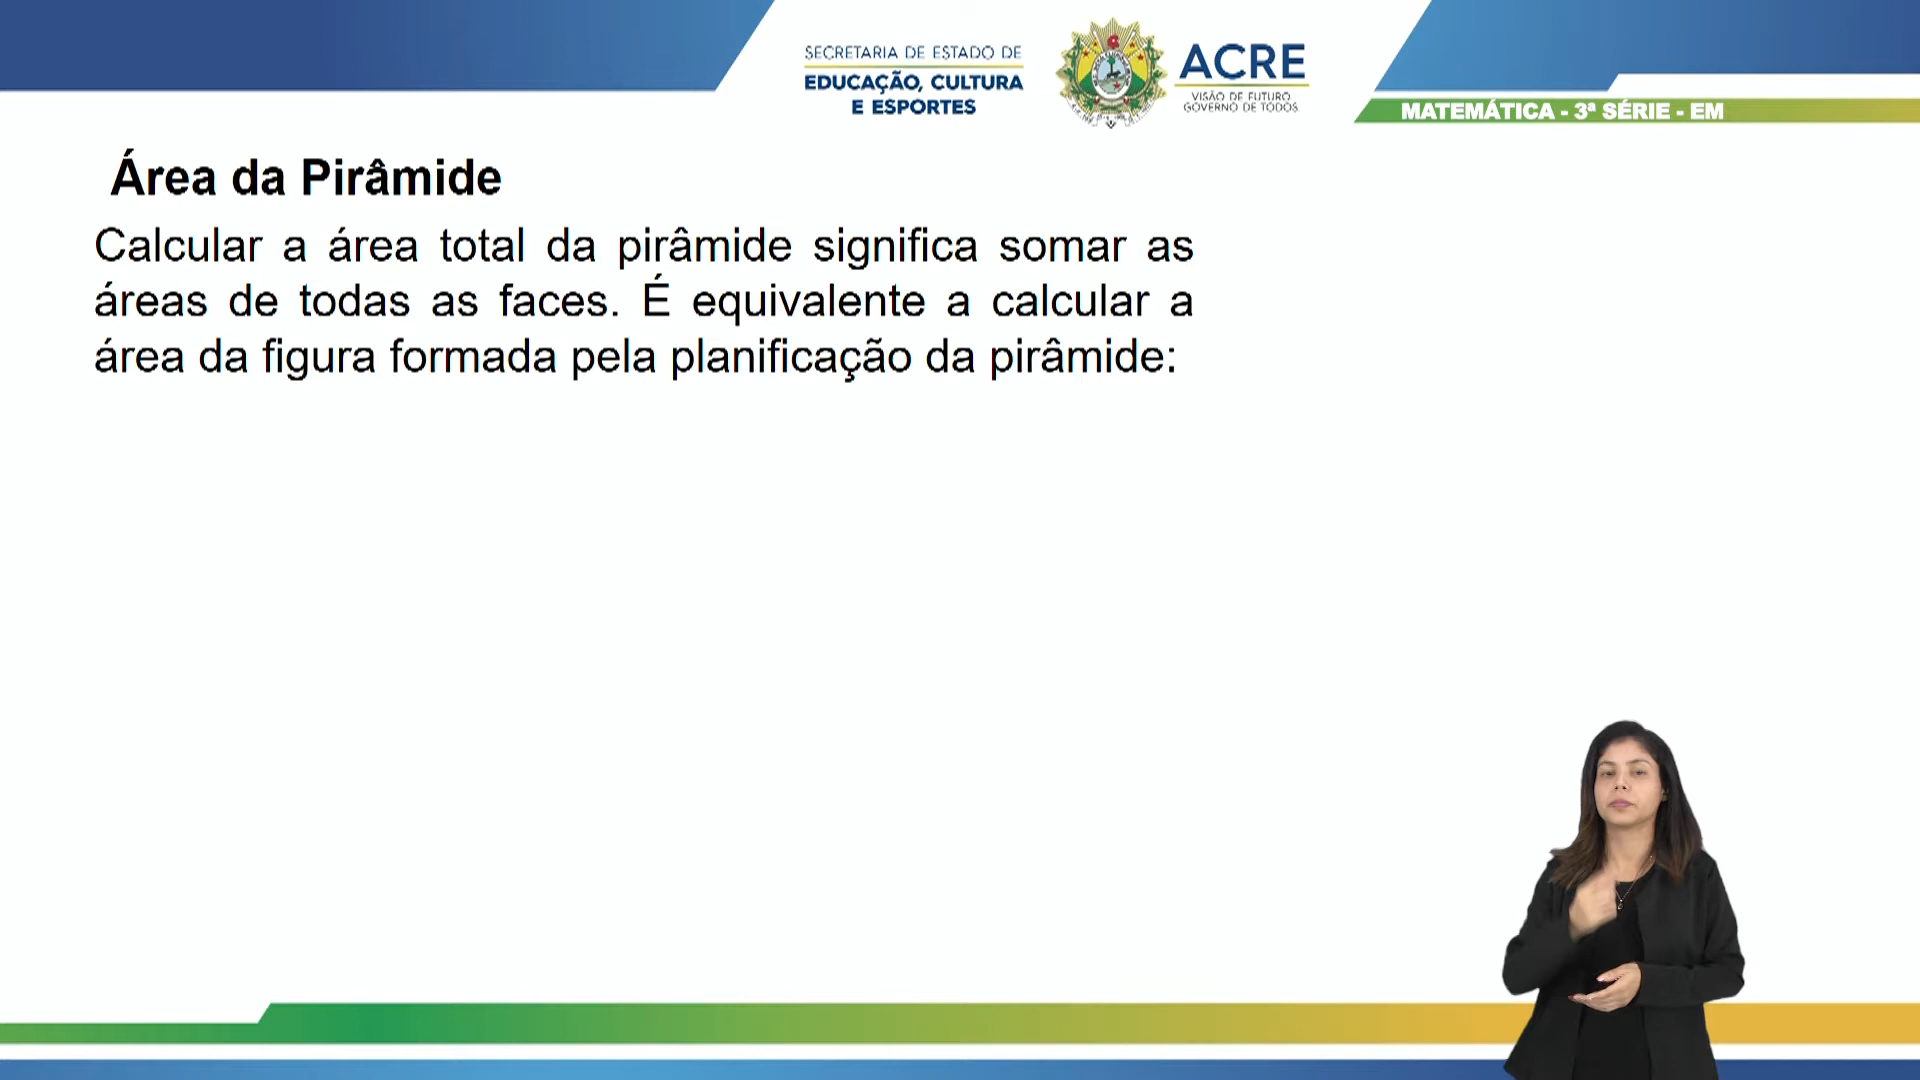 SECRETARIA DE ESTADO DE
EDUCAÇÃO, CULTURA
E ESPORTES
ACRE
VISÃO DE FUTURO.
GOVERNO DE TODOS.
MATEMÁTICA - 3ª SÉRIE - EM
Área da Pirâmide
Calcular a área total da pirâmide significa somar as
áreas de todas as faces. É equivalente a calcular a
área da figura formada pela planificação da pirâmide: